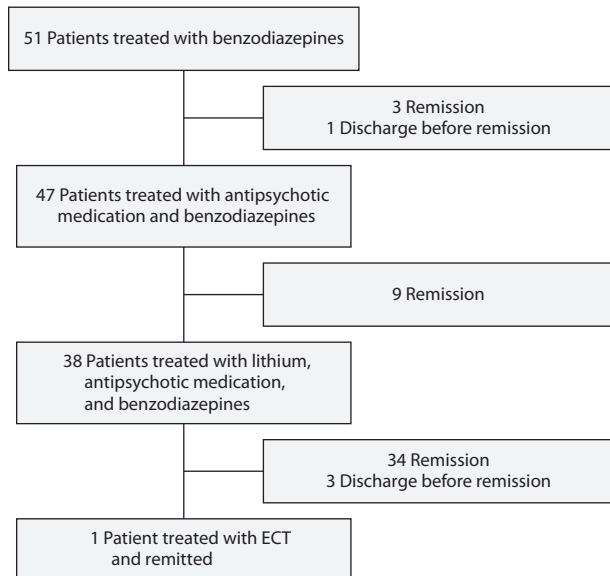 51 Patients treated with benzodiazepines
3 Remission
1 Discharge before remission
47 Patients treated with antipsychotic
medication and benzodiazepines
9 Remission
38 Patients treated with lithium,
antipsychotic medication,
and benzodiazepines
34 Remission
3 Discharge before remission
1 Patient treated with ECT
and remitted